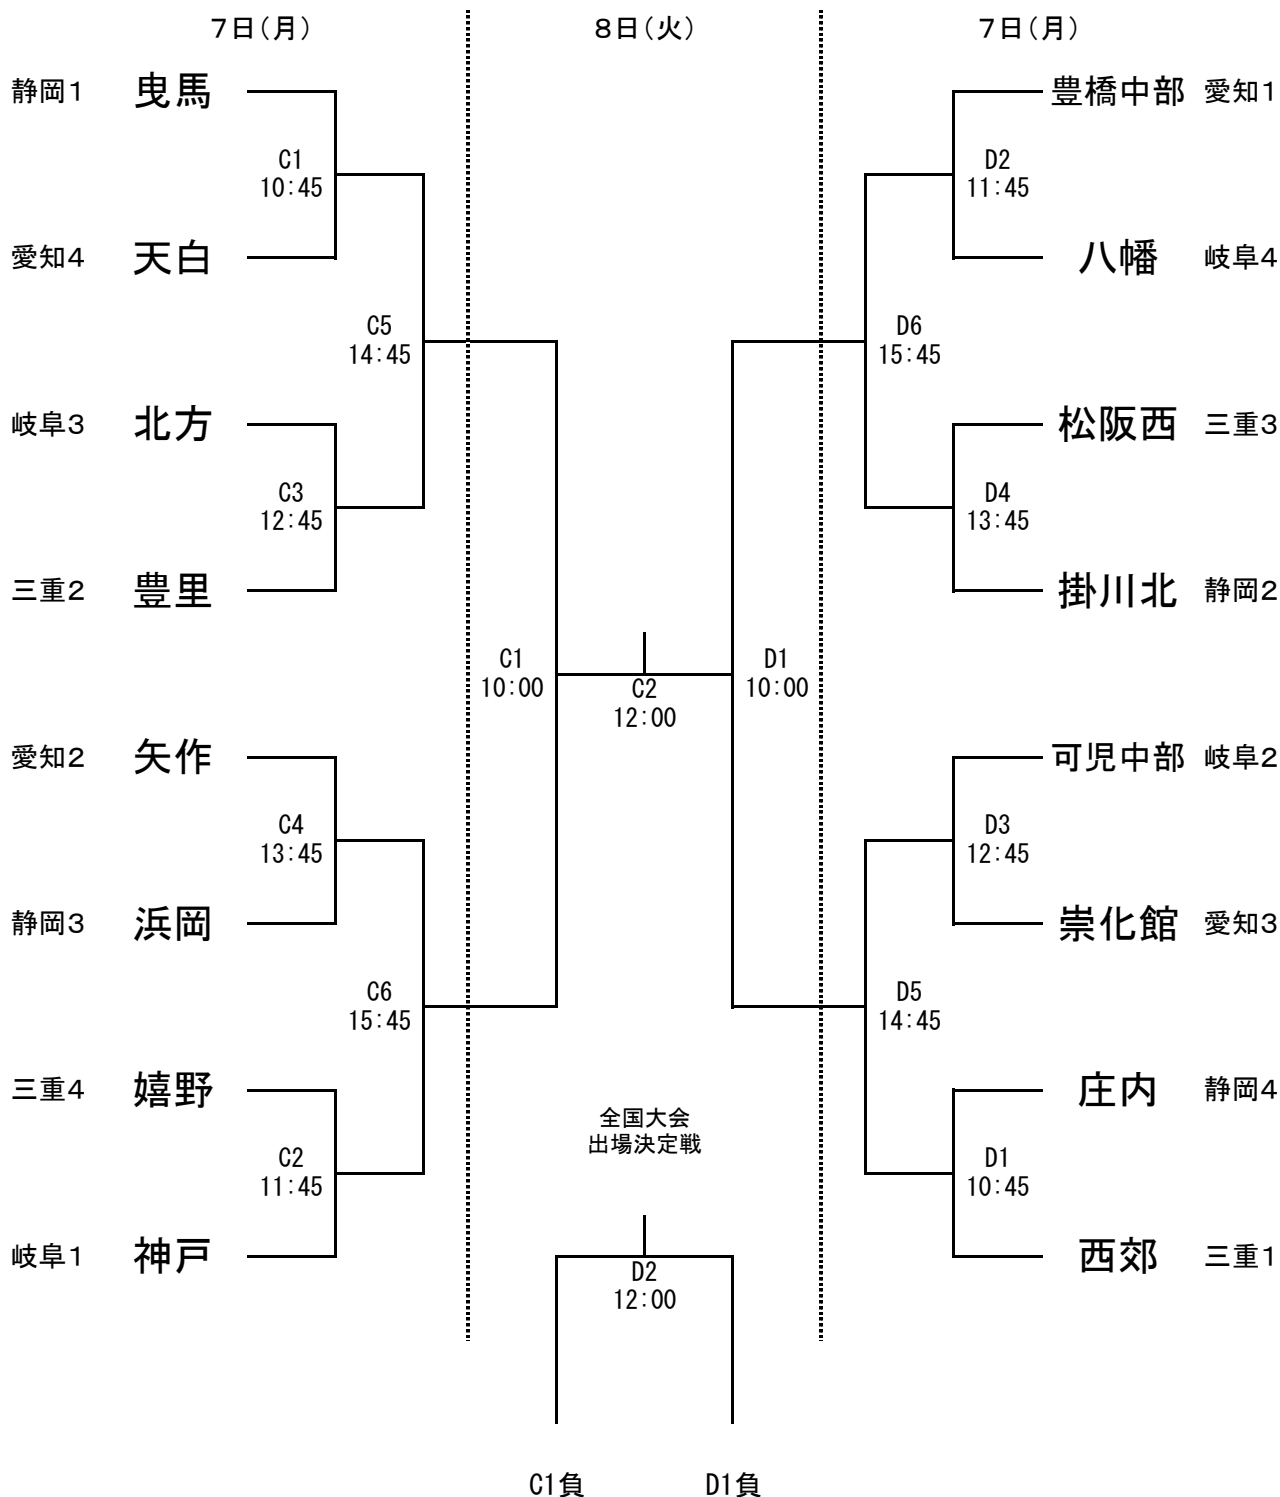 7日(月) 8日(火) 7日(月)
静岡1 曳馬 豊橋中部 愛知1
C1 D2
10:45 11:45
愛知4 天白 八幡 岐阜4
C5 D6
14:45 15:45
岐阜3 北方 松阪西 三重3
C3 D4
12:45 13:45
三重2 豊里 掛川北 静岡2
C1 D1
10:00 10:00
C2
12:00
愛知2 矢作 可児中部 岐阜2
C4 D3
13:45 12:45
静岡3 浜岡 崇化館 愛知3
C6 D5
15:45 14:45
三重4 嬉野 庄内 静岡4
全国大会
出場決定戦
C2 D1
11:45 10:45
岐阜1 神戸 西郊 三重1
D2
12:00
C1負 D1負